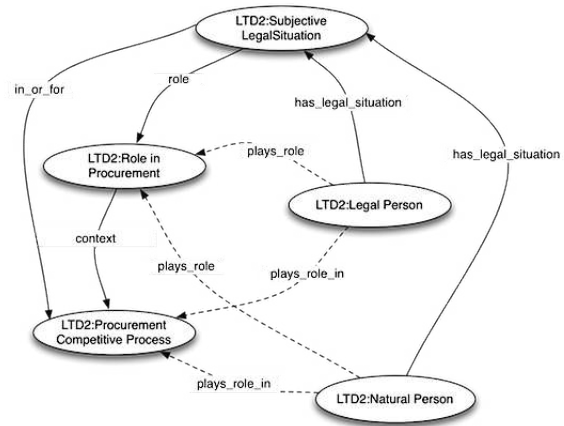 LTD2:Subjective
LegalSituation
in_or_for
role
has_legal_situation
has_legal_situation
plays_role
LTD2:Role in
Procurement
LTD2:Legal Person
context
plays_role
plays_role_in
LTD2:Procurement
Competitive Process
plays_role_in
LTD2:Natural Person